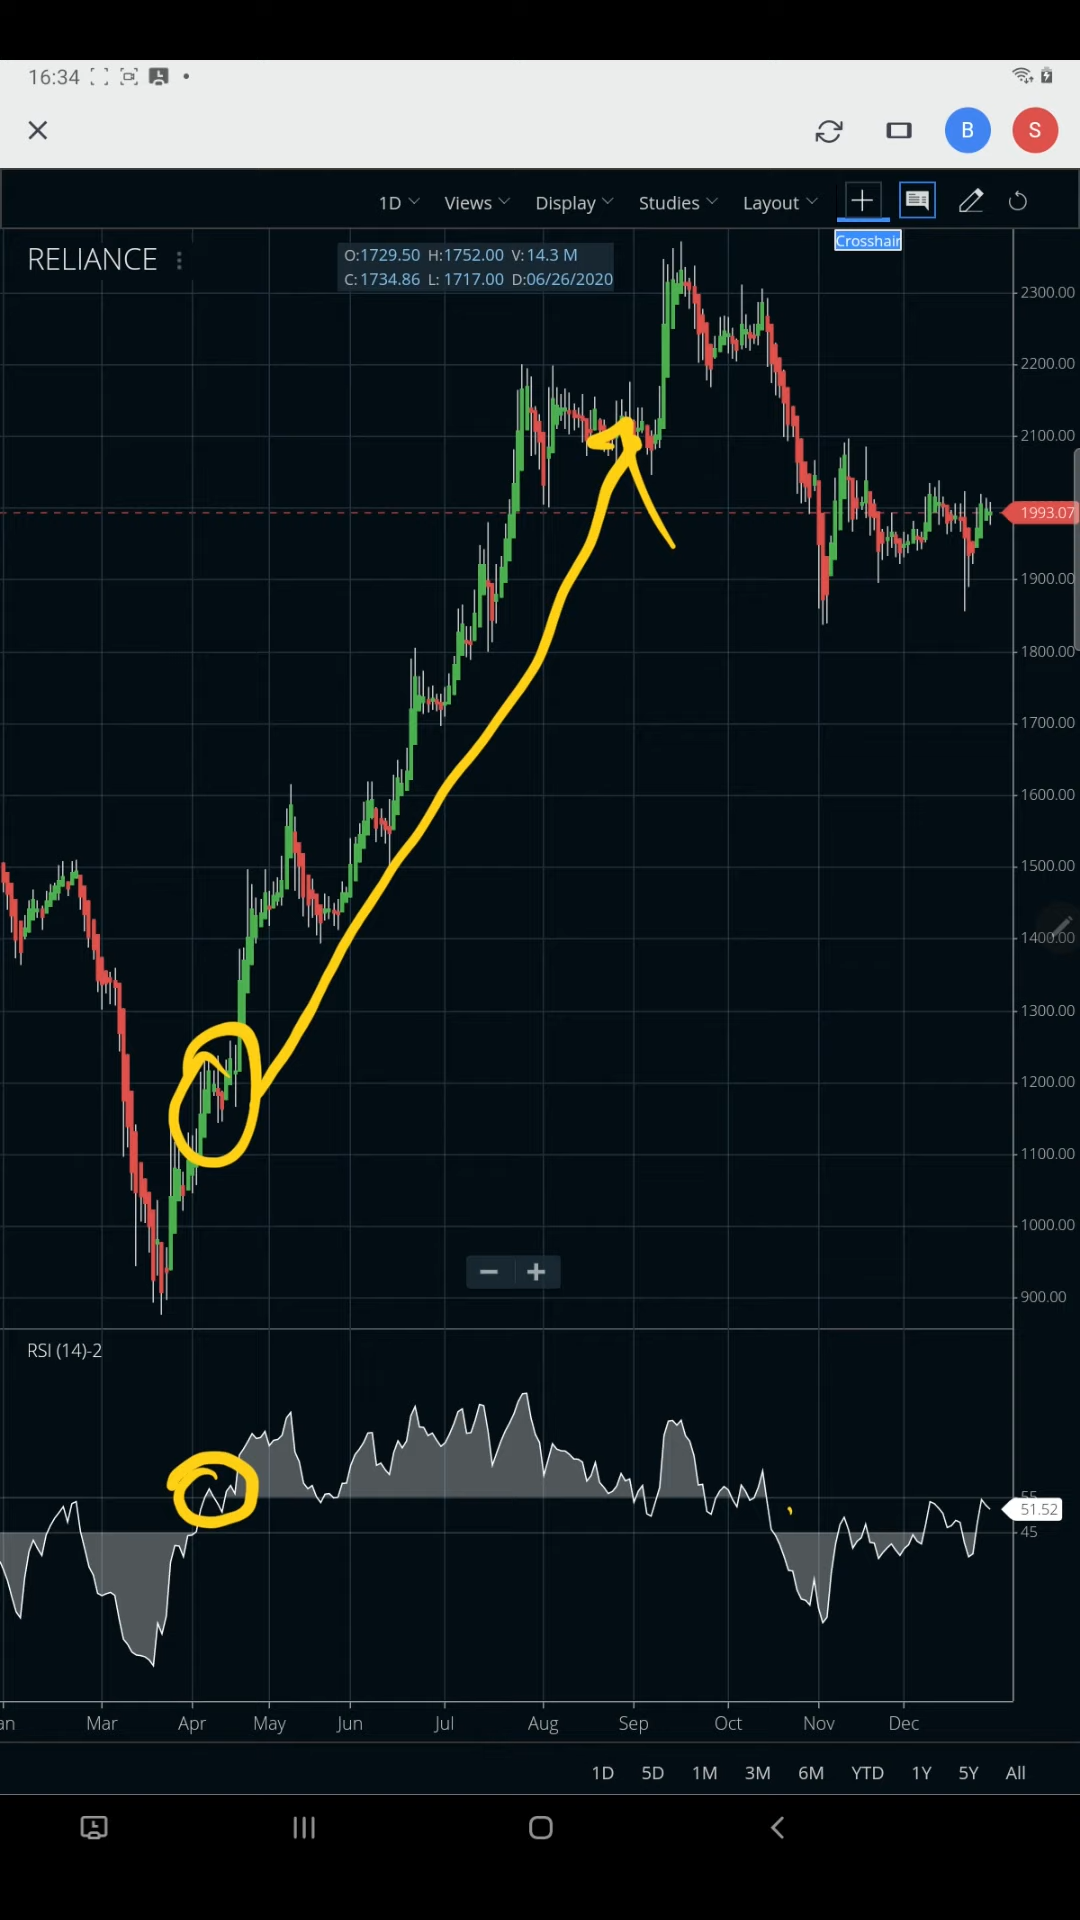 16:34
B S
1D Views Display Studies Layout
Crosshair
RELIANCE
O:1729.50 H:1752.00 V:14.3 M
C:1734.86 L: 1717.00 D:06/26/2020
2300.00
2200.00
2100.00
1993.07
1900.00
1800.00
1700.00
1600.00
1500.00
1400.00
1300.00
1200.00
1100.00
1000.00
900.00
RSI (14)-2
55
51.52
45
an Mar Apr May Jun Jul Aug Sep Oct Nov Dec
1D 5D 1M 3M 6M YTD 1Y 5Y All